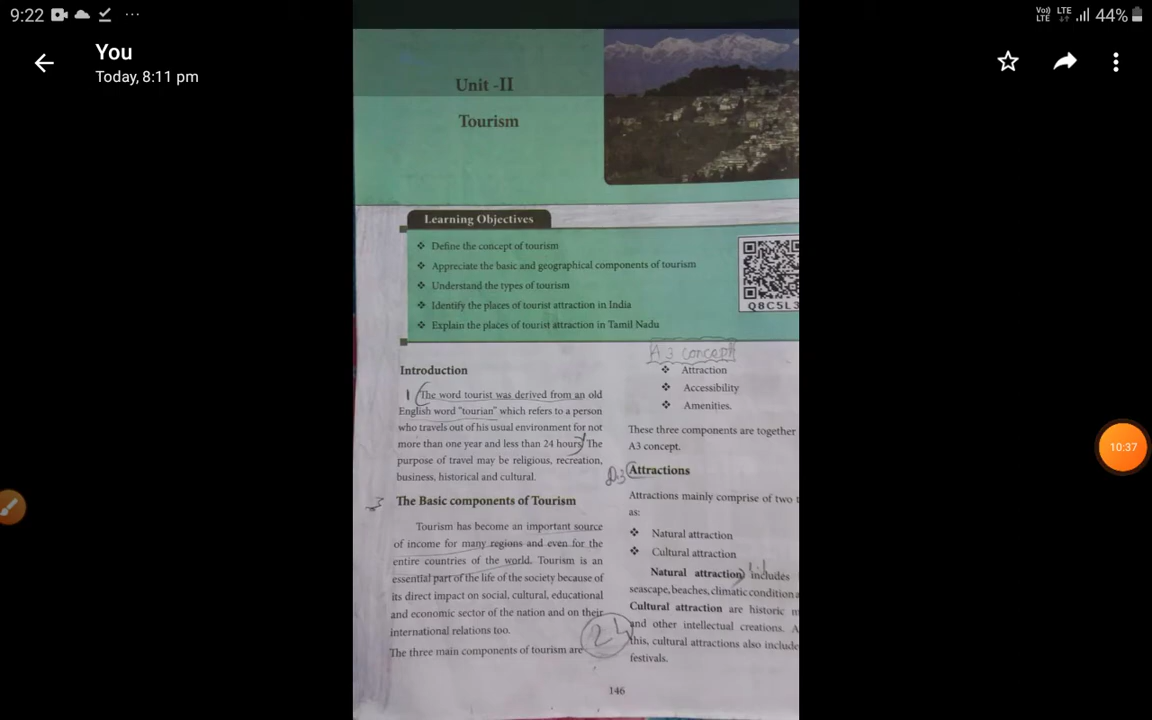 9:22
Vo))
LTE
LTE
44%
You
Today, 8:11 pm
Unit -II
Tourism
Learning Objectives
❖ Define the concept of tourism
❖ Appreciate the basic and geographical components of tourism
❖ Understand the types of tourism
❖ Identify the places of tourist attraction in India
❖ Explain the places of tourist attraction in Tamil Nadu
Q8C5L3
Introduction
1 (The word tourist was derived from an old
English word "tourian" which refers to a person
who travels out of his usual environment for not
more than one year and less than 24 hours) The
purpose of travel may be religious, recreation,
business, historical and cultural.
3 The Basic components of Tourism
Tourism has become an important source
of income for many regions and even for the
entire countries of the world. Tourism is an
essential part of the life of the society because of
its direct impact on social, cultural, educational
and economic sector of the nation and on their
international relations too.
The three main components of tourism are
A 3 concept
❖ Attraction
❖ Accessibility
❖ Amenities.
These three components are together
A3 concept.
Attractions
Attractions mainly comprise of two t
as:
❖ Natural attraction
❖ Cultural attraction
Natural attraction) includes
seascape, beaches, climatic condition a
Cultural attraction are historic m
and other intellectual creations. A
this, cultural attractions also include
festivals.
24
146
10:37